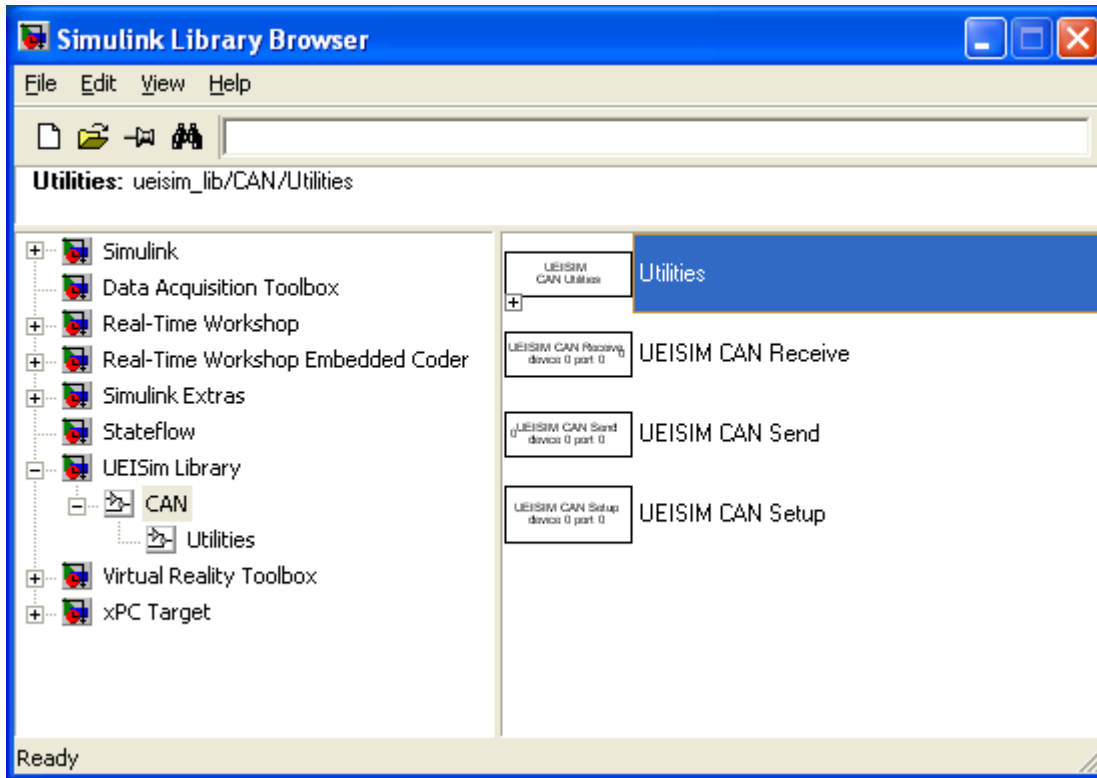 Simulink Library Browser
File Edit View Help
Utilities: ueisim_lib/CAN/Utilities
Simulink
Data Acquisition Toolbox
Real-Time Workshop
Real-Time Workshop Embedded Coder
Simulink Extras
Stateflow
UEISim Library
CAN
Utilities
Virtual Reality Toolbox
xPC Target
UEISIM
CAN Utilities
Utilities
UEISIM CAN Receive
device 0 port 0
UEISIM CAN Receive
UEISIM CAN Send
device 0 port 0
UEISIM CAN Send
UEISIM CAN Setup
device 0 port 0
UEISIM CAN Setup
Ready